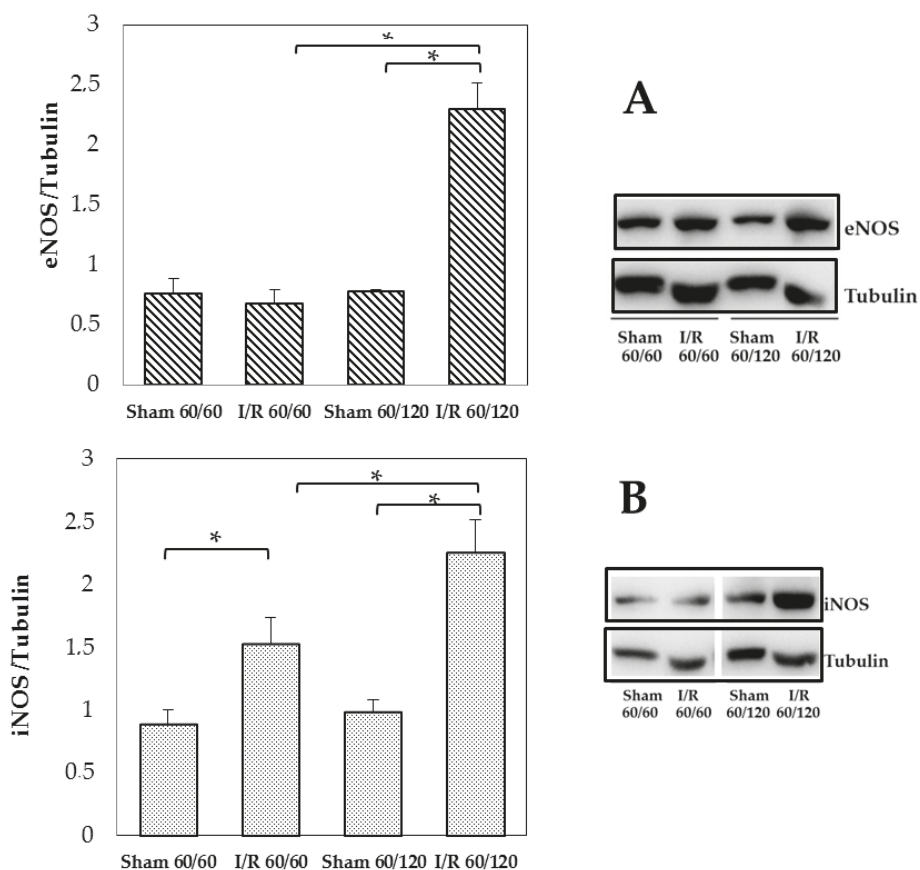 3
2.5
2
1.5
1
0.5
0
eNOS/Tubulin
*
*
Sham 60/60 I/R 60/60 Sham 60/120 I/R 60/120
A
eNOS
Tubulin
Sham I/R Sham I/R
60/60 60/60 60/120 60/120
3
2.5
2
1.5
1
0.5
0
iNOS/Tubulin
*
*
*
Sham 60/60 I/R 60/60 Sham 60/120 I/R 60/120
B
iNOS
Tubulin
Sham I/R Sham I/R
60/60 60/60 60/120 60/120